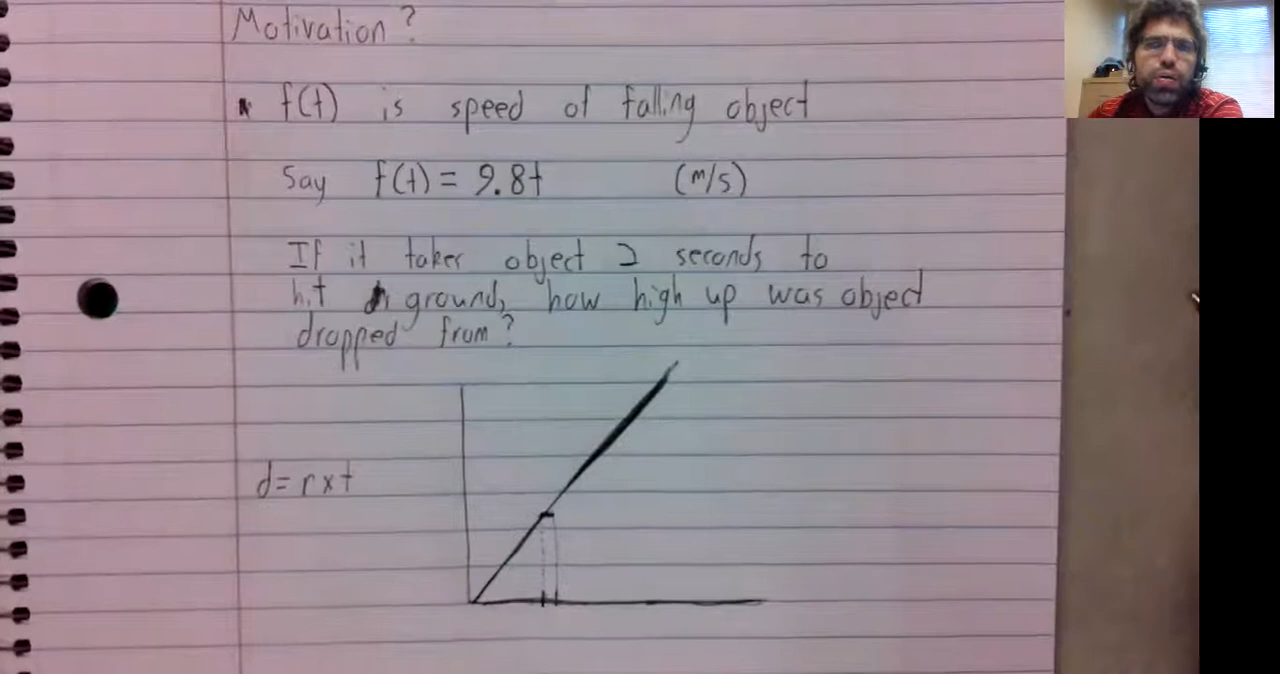 Motivation?
f(t) is speed of falling object
Say f(t) = 9.8t (m/s)
If it takes object 2 seconds to
hit ground, how high up was object
dropped from?
d = r x t